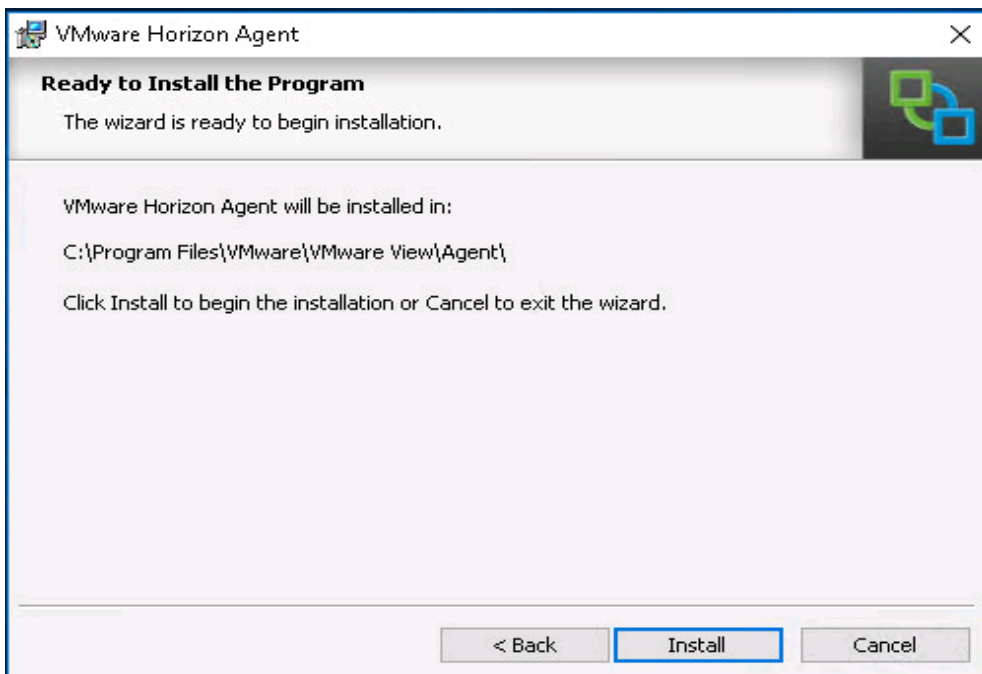 VMware Horizon Agent
Ready to Install the Program
The wizard is ready to begin installation.
VMware Horizon Agent will be installed in:
C:\Program Files\VMware\VMware View\Agent\
Click Install to begin the installation or Cancel to exit the wizard.
< Back
Install
Cancel